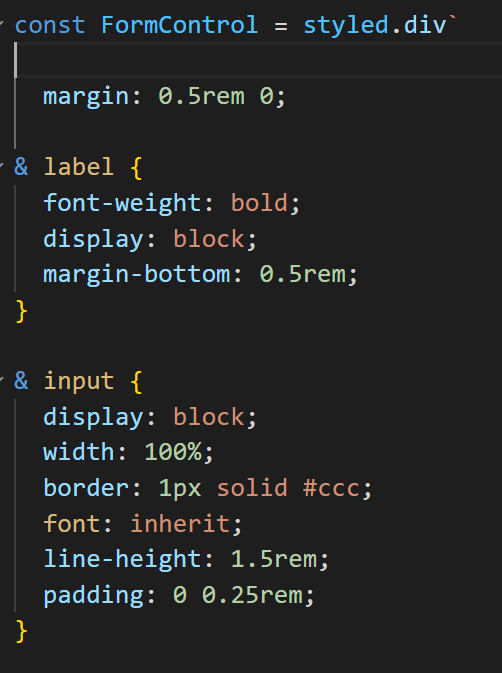 const FormControl = styled.div`
margin: 0.5rem 0;
& label {
font-weight: bold;
display: block;
margin-bottom: 0.5rem;
}
& input {
display: block;
width: 100%;
border: 1px solid #ccc;
font: inherit;
line-height: 1.5rem;
padding: 0 0.25rem;
}